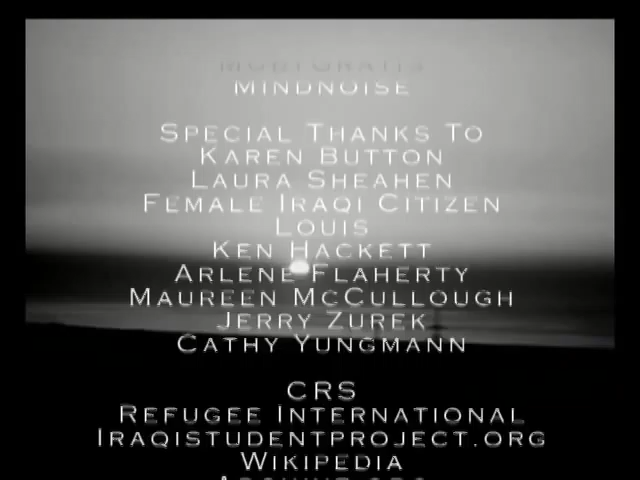 MOBYGRATIS
MINDNOISE
SPECIAL THANKS TO
KAREN BUTTON
LAURA SHEAHEN
FEMALE IRAQI CITIZEN
LOUIS
KEN HACKETT
ARLENE FLAHERTY
MAUREEN MCCULLOUGH
JERRY ZUREK
CATHY YUNGMANN
CRS
REFUGEE INTERNATIONAL
IRAQISTUDENTPROJECT.ORG
WIKIPEDIA